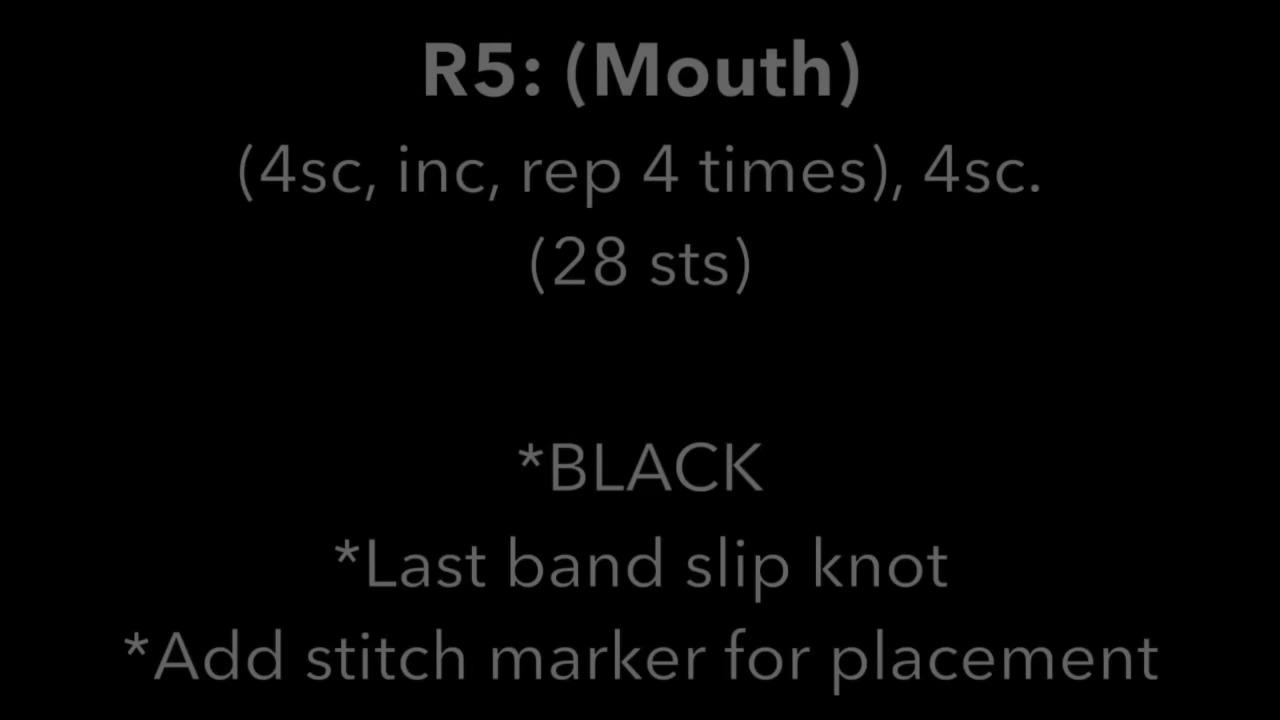 R5: (Mouth)
(4sc, inc, rep 4 times), 4sc.
(28 sts)
*BLACK
*Last band slip knot
*Add stitch marker for placement